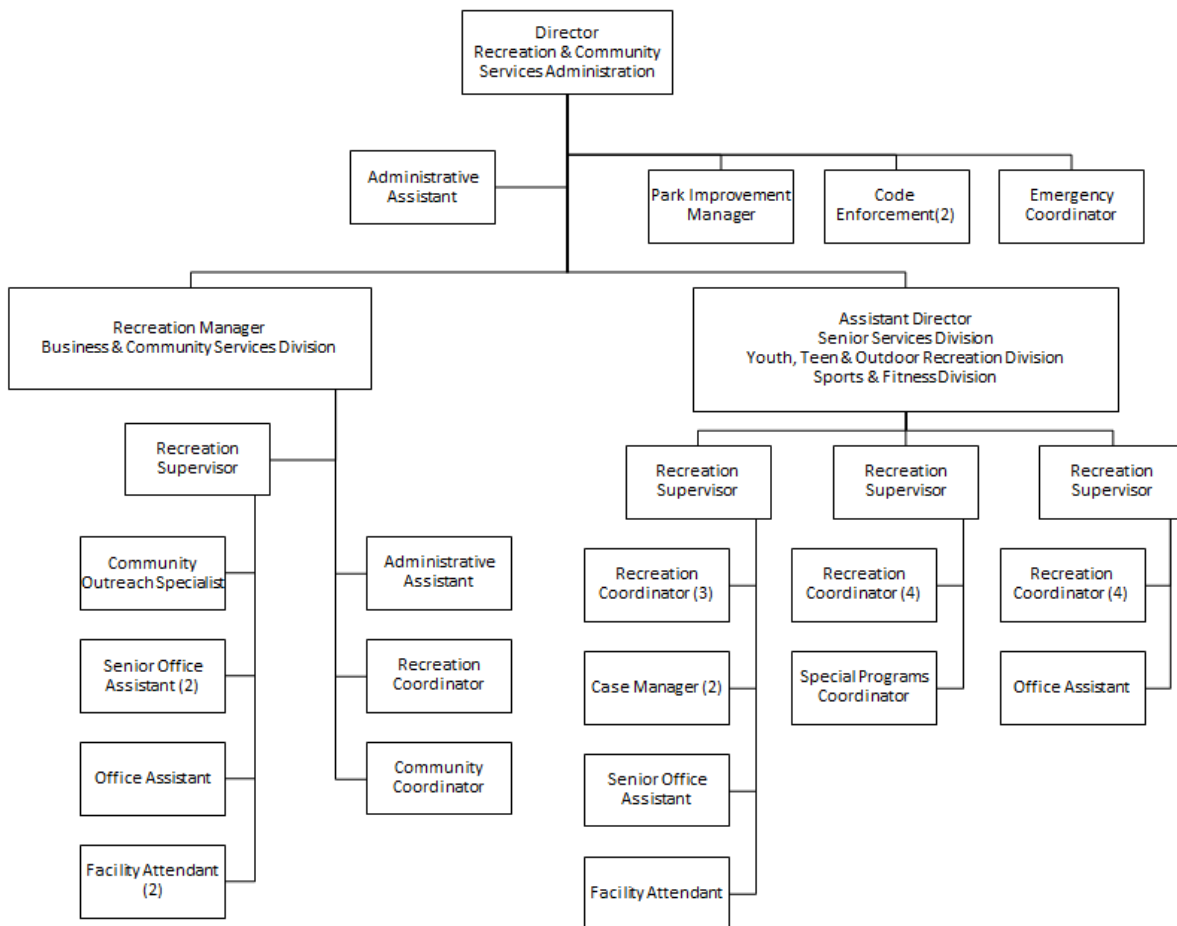 Director
Recreation & Community
Services Administration
Administrative
Assistant
Park Improvement
Manager
Code
Enforcement(2)
Emergency
Coordinator
Recreation Manager
Business & Community Services Division
Assistant Director
Senior Services Division
Youth, Teen & Outdoor Recreation Division
Sports & Fitness Division
Recreation
Supervisor
Community
Outreach Specialist
Senior Office
Assistant (2)
Office Assistant
Facility Attendant
(2)
Administrative
Assistant
Recreation
Coordinator
Community
Coordinator
Recreation
Supervisor
Recreation
Coordinator (3)
Case Manager (2)
Senior Office
Assistant
Facility Attendant
Recreation
Supervisor
Recreation
Coordinator (4)
Special Programs
Coordinator
Recreation
Supervisor
Recreation
Coordinator (4)
Office Assistant